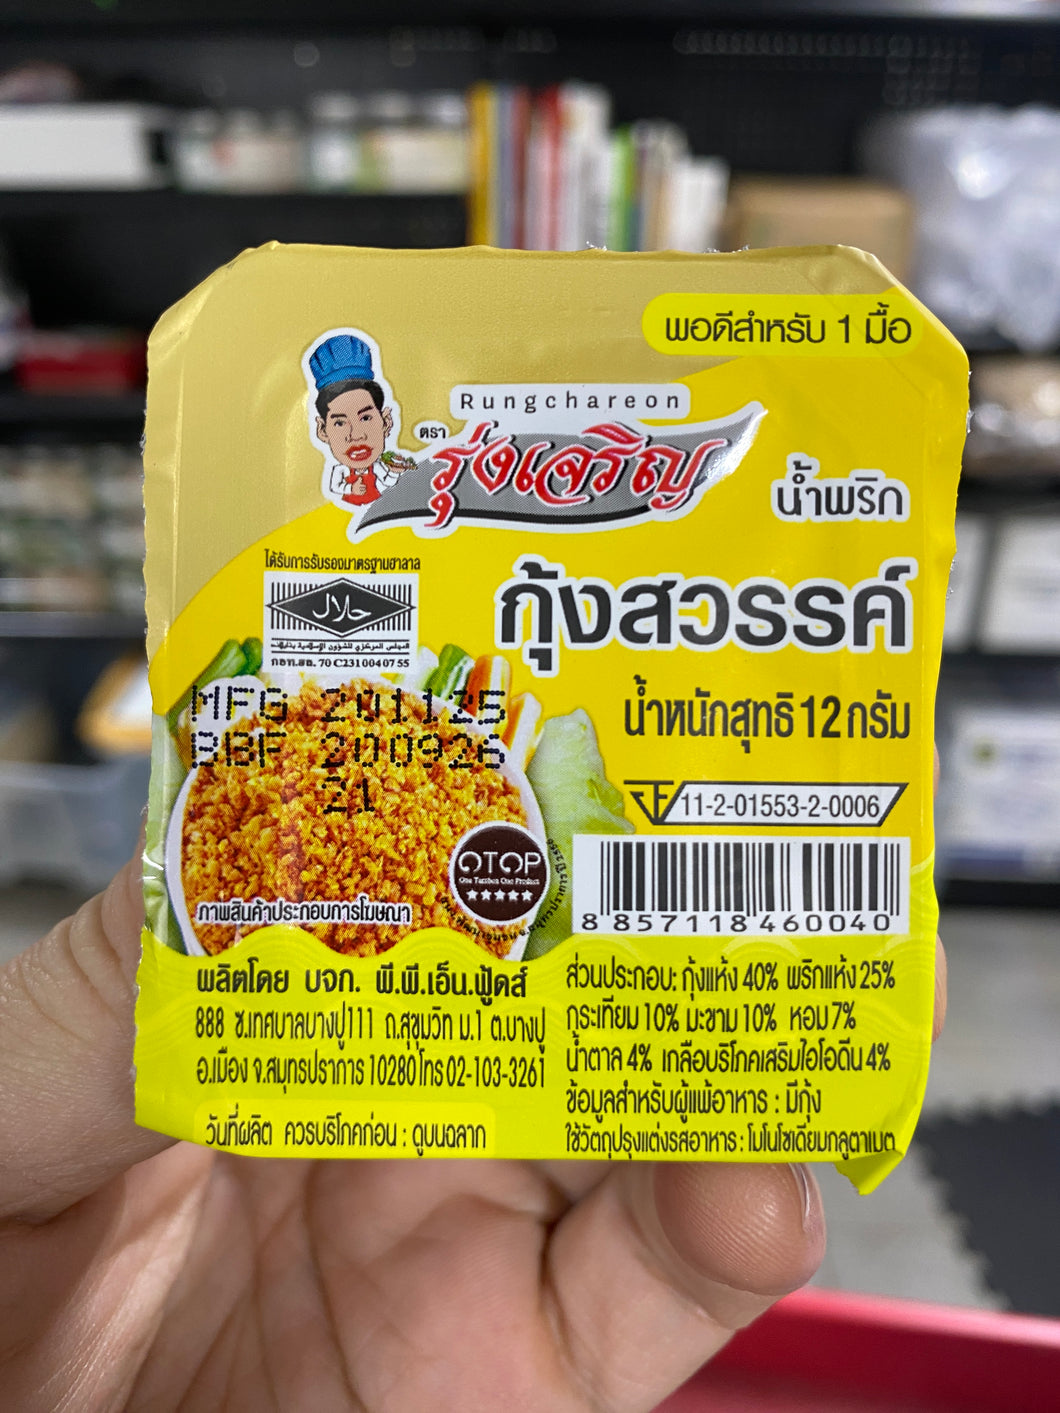 พอดีสำหรับ 1 มื้อ
Rungchareon
ตรา
รุ่งเจริญ
น้ำพริก
กุ้งสวรรค์
ได้รับการรับรองมาตรฐานฮาลาล
حلال
กอท.ฮล. 70 C231 004 07 55
น้ำหนักสุทธิ 12 กรัม
MFG 201125
BBF 200926
21
11-2-01553-2-0006
OTOP
One Tambon One Product
★★★★★
8 857118 460040
ภาพสินค้าประกอบการโฆษณา
ผลิตโดย บจก. พี.พี.เอ็น.ฟู้ดส์
888 ซ.เทศบาลบางปู111 ถ.สุขุมวิท ม.1 ต.บางปู
อ.เมือง จ.สมุทรปราการ 10280 โทร 02-103-3261
วันที่ผลิต ควรบริโภคก่อน : ดูบนฉลาก
ส่วนประกอบ: กุ้งแห้ง 40% พริกแห้ง 25%
กระเทียม 10% มะขาม 10% หอม 7%
น้ำตาล 4% เกลือบริโภคเสริมไอโอดีน 4%
ข้อมูลสำหรับผู้แพ้อาหาร : มีกุ้ง
ใช้วัตถุปรุงแต่งรสอาหาร : โมโนโซเดียมกลูตาเมต